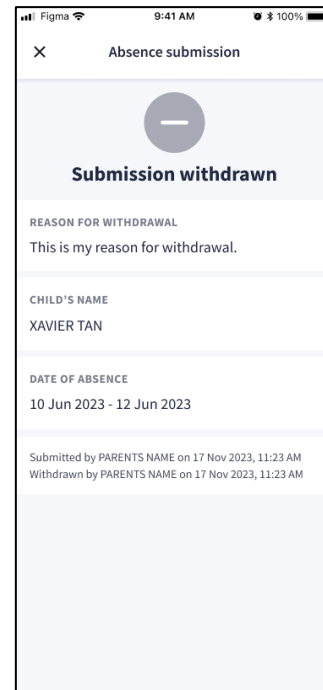 Figma 9:41 AM 100%
Absence submission
Submission withdrawn
REASON FOR WITHDRAWAL
This is my reason for withdrawal.
CHILD'S NAME
XAVIER TAN
DATE OF ABSENCE
10 Jun 2023 - 12 Jun 2023
Submitted by PARENTS NAME on 17 Nov 2023, 11:23 AM
Withdrawn by PARENTS NAME on 17 Nov 2023, 11:23 AM